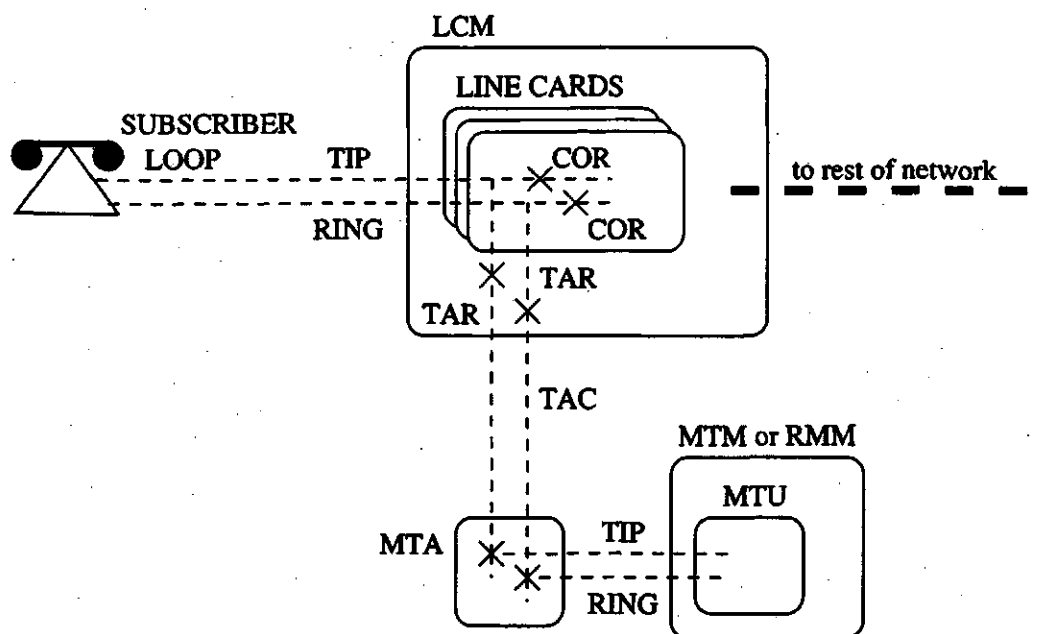 LCM
LINE CARDS
SUBSCRIBER
LOOP
TIP
COR
to rest of network
RING
COR
TAR
TAR
TAC
MTM or RMM
MTU
MTA
TIP
RING